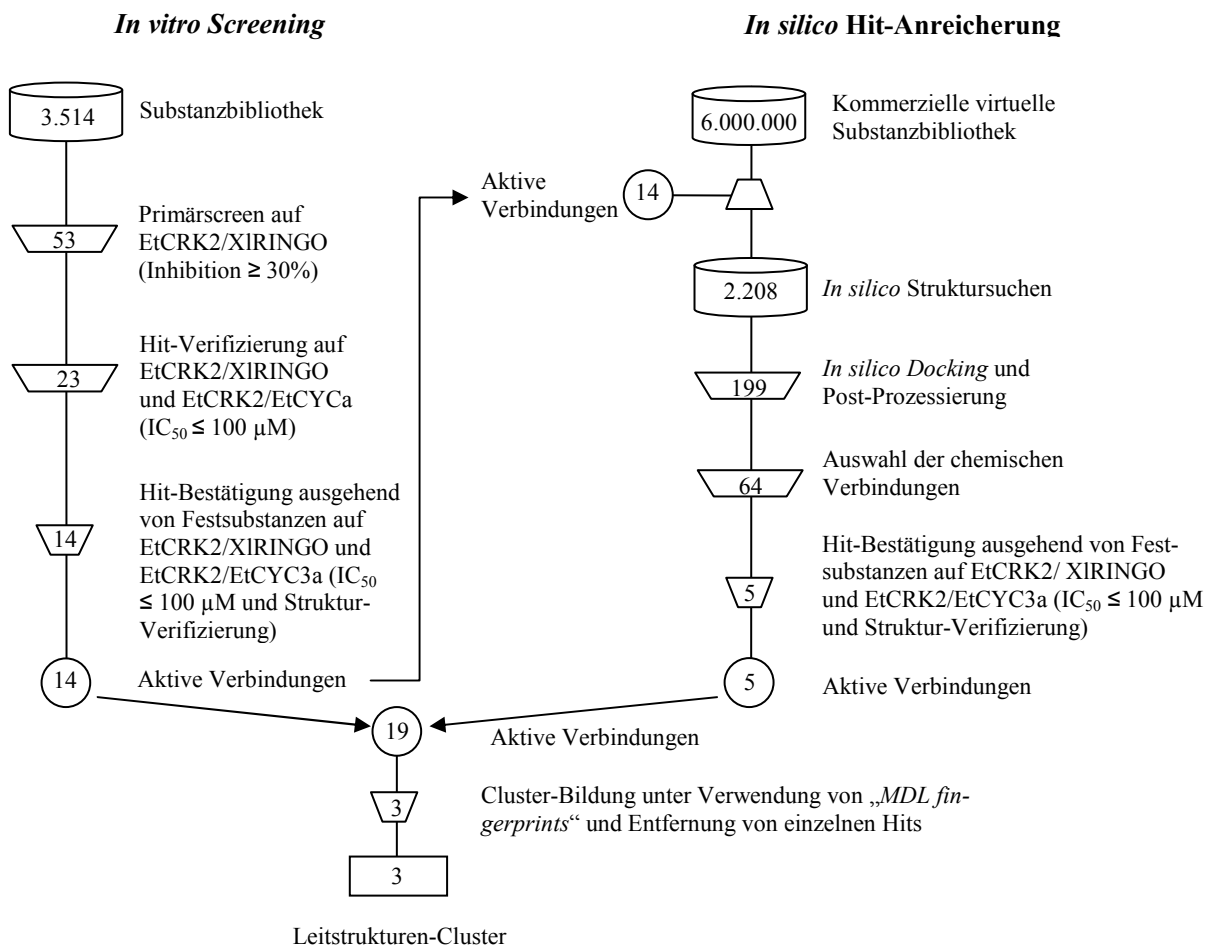 In vitro Screening
3.514
Substanzbibliothek
53
Primärscreen auf
EtCRK2/XlRINGO
(Inhibition ≥ 30%)
23
Hit-Verifizierung auf
EtCRK2/XlRINGO
und EtCRK2/EtCYCa
(IC50 ≤ 100 µM)
14
Hit-Bestätigung ausgehend
von Festsubstanzen auf
EtCRK2/XlRINGO und
EtCRK2/EtCYC3a (IC50
≤ 100 µM und Struktur-
Verifizierung)
14
Aktive Verbindungen
In silico Hit-Anreicherung
6.000.000
Kommerzielle virtuelle
Substanzbibliothek
Aktive
Verbindungen
14
2.208
In silico Struktursuchen
199
In silico Docking und
Post-Prozessierung
64
Auswahl der chemischen
Verbindungen
5
Hit-Bestätigung ausgehend von Fest-
substanzen auf EtCRK2/ XlRINGO
und EtCRK2/EtCYC3a (IC50 ≤ 100 µM
und Struktur-Verifizierung)
5
Aktive Verbindungen
19
Aktive Verbindungen
3
Cluster-Bildung unter Verwendung von „MDL fin-
gerprints“ und Entfernung von einzelnen Hits
3
Leitstrukturen-Cluster